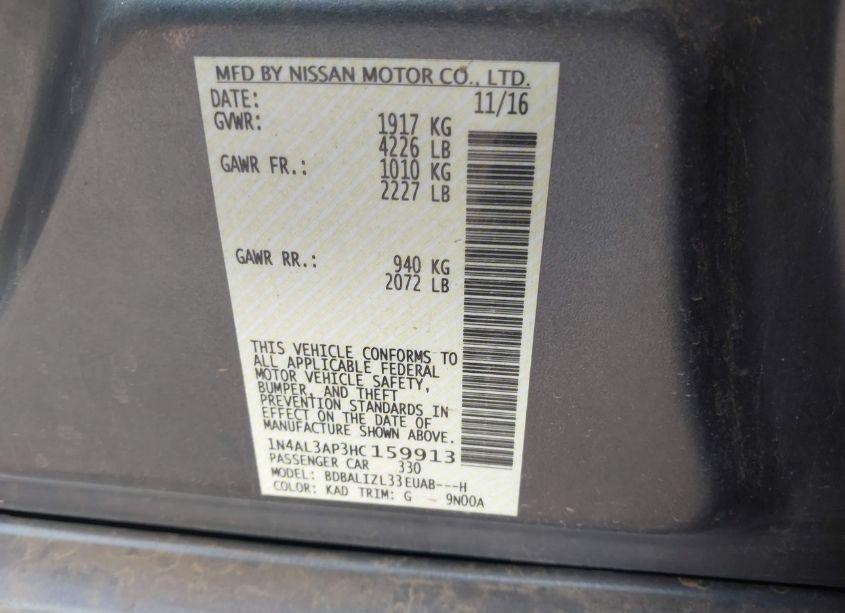 MFD BY NISSAN MOTOR CO., LTD.
DATE: 11/16
GVWR: 1917 KG
4226 LB
GAWR FR.: 1010 KG
2227 LB
GAWR RR.: 940 KG
2072 LB
THIS VEHICLE CONFORMS TO
ALL APPLICABLE FEDERAL
MOTOR VEHICLE SAFETY,
BUMPER, AND THEFT
PREVENTION STANDARDS IN
EFFECT ON THE DATE OF
MANUFACTURE SHOWN ABOVE.
1N4AL3AP3HC159913
PASSENGER CAR 330
MODEL: BDBALIZL33EUAB---H
COLOR: KAD TRIM: G - 9N00A